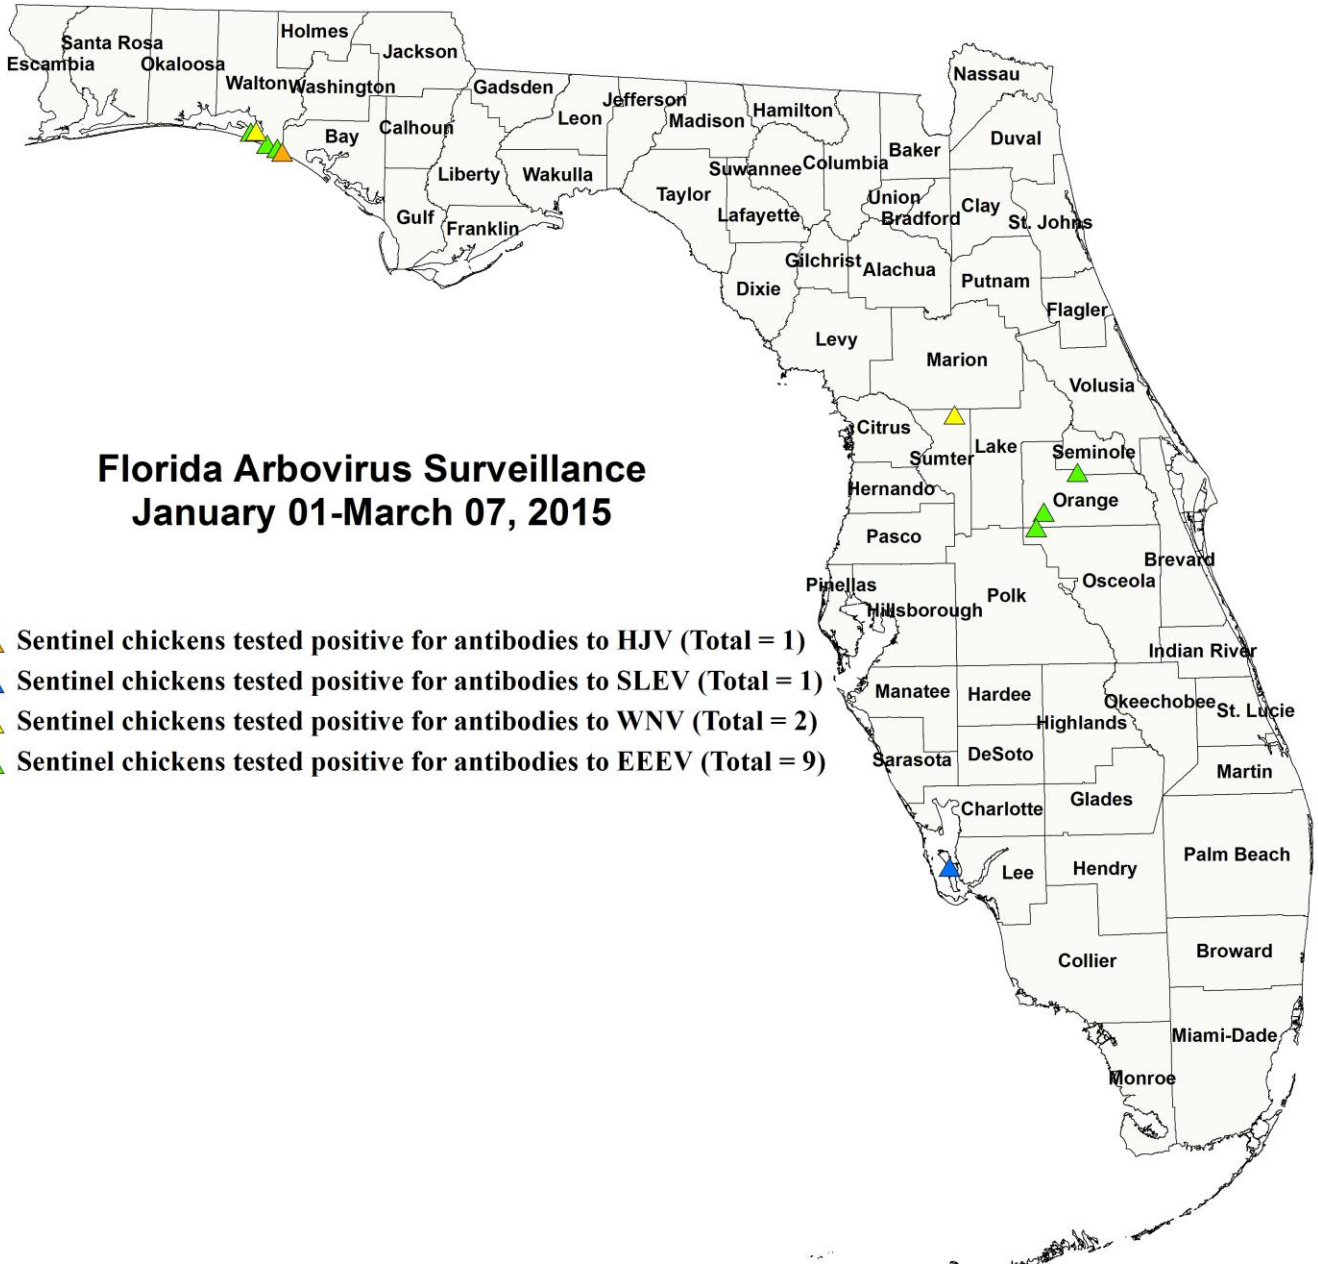 Holmes
Jackson
Santa Rosa
Escambia
Okaloosa
Walton
Washington
Gadsden
Nassau
Jefferson
Leon
Madison
Hamilton
Bay
Calhoun
Duval
Baker
Liberty
Wakulla
Suwannee
Columbia
Taylor
Union
Bradford
Clay
St. Johns
Gulf
Franklin
Lafayette
Gilchrist
Alachua
Putnam
Dixie
Flagler
Levy
Marion
Volusia
Citrus
Sumter
Lake
Seminole
Florida Arbovirus Surveillance
January 01-March 07, 2015
Hernando
Orange
Pasco
Brevard
Pinellas
Osceola
Polk
Hillsborough
Sentinel chickens tested positive for antibodies to HJV (Total = 1)
Sentinel chickens tested positive for antibodies to SLEV (Total = 1)
Sentinel chickens tested positive for antibodies to WNV (Total = 2)
Sentinel chickens tested positive for antibodies to EEEV (Total = 9)
Indian River
Manatee
Hardee
Okeechobee
St. Lucie
Highlands
Sarasota
DeSoto
Martin
Charlotte
Glades
Palm Beach
Lee
Hendry
Broward
Collier
Miami-Dade
Monroe